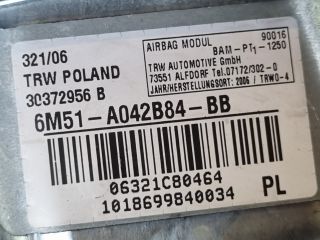 321/06
TRW POLAND
30372956 B
AIRBAG MODUL 90016
BAM-PT1-1250
TRW AUTOMOTIVE GmbH
73551 ALFDORF Tel.07172/302-0
JAHR/HERSTELLUNGSORT: 2006 / TRWO-4
6M51-A042B84-BB
06321C80464
1018699840034
PL